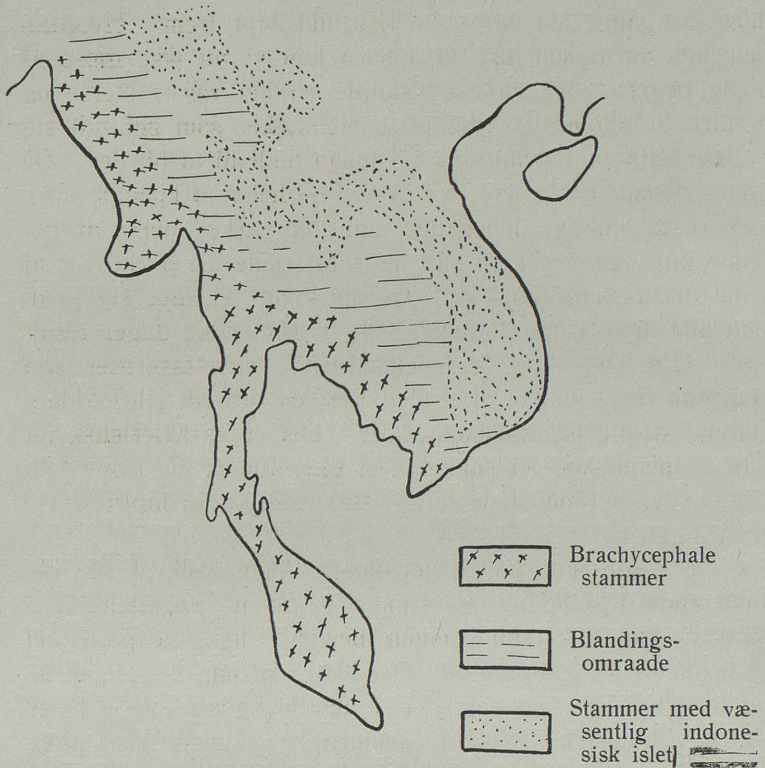 Brachycephale
stammer
Blandings-
omraade
Stammer med væ-
sentlig indone-
sisk islet